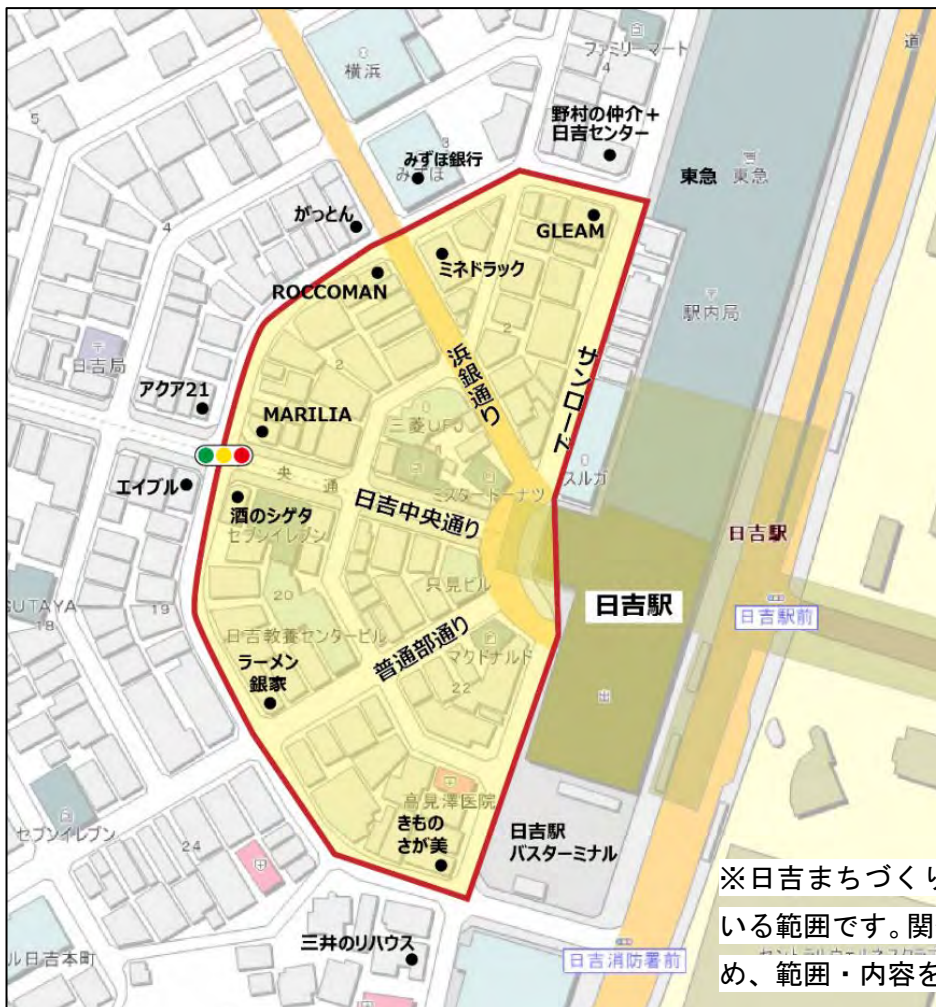 道
ファミリーマート
4
横浜
5
野村の仲介+
日吉センター
3
みずほ銀行
みずほ
東急
東急
がっとん
4
GLEAM
ミネドラック
ROCCOMAN
駅内局
2
日吉局
2
浜銀通り
サンロード
アクア21
MARILIA
三菱UFJ
央通
スルガ
エイブル
ミスタードーナツ
酒のシゲタ
日吉中央通り
セブンイレブン
日吉駅
只見ビル
日吉駅
SUTAYA
20
日吉駅前
19
18
日吉教養センタービル
普通部通り
マクドナルド
ラーメン
銀家
22
出
高見澤医院
セブンイレブン
きもの
さが美
日吉駅
バスターミナル
24
※日吉まちづくり
いる範囲です。関
三井のリハウス
ル日吉本町
日吉消防署前
め、範囲・内容を